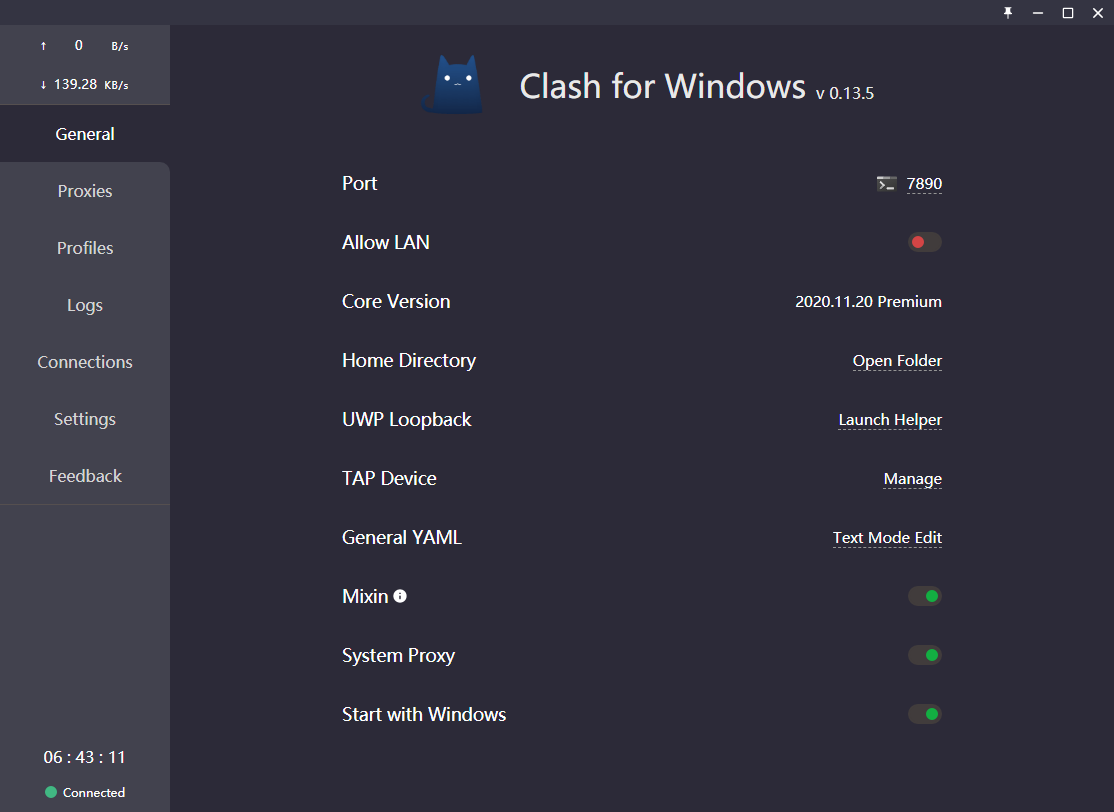 ↑ 0 B/s
↓ 139.28 KB/s
General
Proxies
Profiles
Logs
Connections
Settings
Feedback
06 : 43 : 11
Connected
Clash for Windows v 0.13.5
Port 7890
Allow LAN
Core Version 2020.11.20 Premium
Home Directory Open Folder
UWP Loopback Launch Helper
TAP Device Manage
General YAML Text Mode Edit
Mixin
System Proxy
Start with Windows